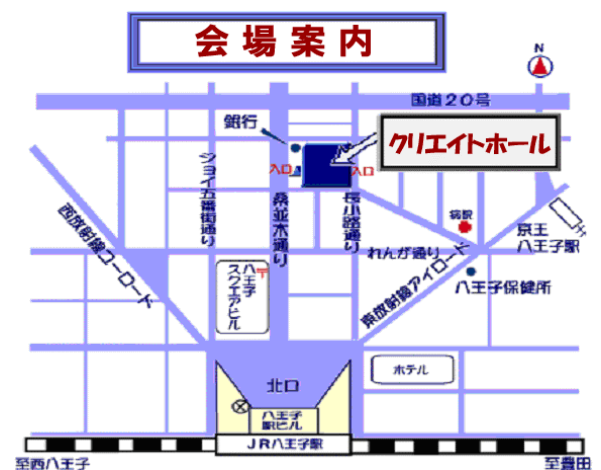 会場案内
N
国道20号
銀行
クリエイトホール
入口
入口
ジョイ五番街通り
桑並木通り
長小路通り
西放射線ユーロード
病院
れんが通り
京王
八王子駅
東放射線アイロード
八王子保健所
八王子
スクエアビル
〒
ホテル
北口
八王子
駅ビル
JR八王子駅
至西八王子
至豊田